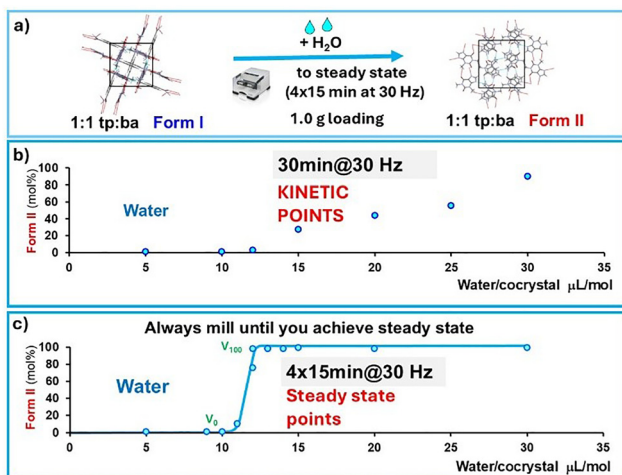 a)
+ H₂O
to steady state
(4x15 min at 30 Hz)
1.0 g loading
1:1 tp:ba Form I
1:1 tp:ba Form II
b)
Form II (mol%)
100
80
60
40
20
0
30min@30 Hz
KINETIC
POINTS
Water
0 5 10 15 20 25 30 35
Water/cocrystal μL/mol
c)
Always mill until you achieve steady state
Form II (mol%)
100
80
60
40
20
0
V₁₀₀
V₀
Water
4x15min@30 Hz
Steady state
points
0 5 10 15 20 25 30 35
Water/cocrystal μL/mol